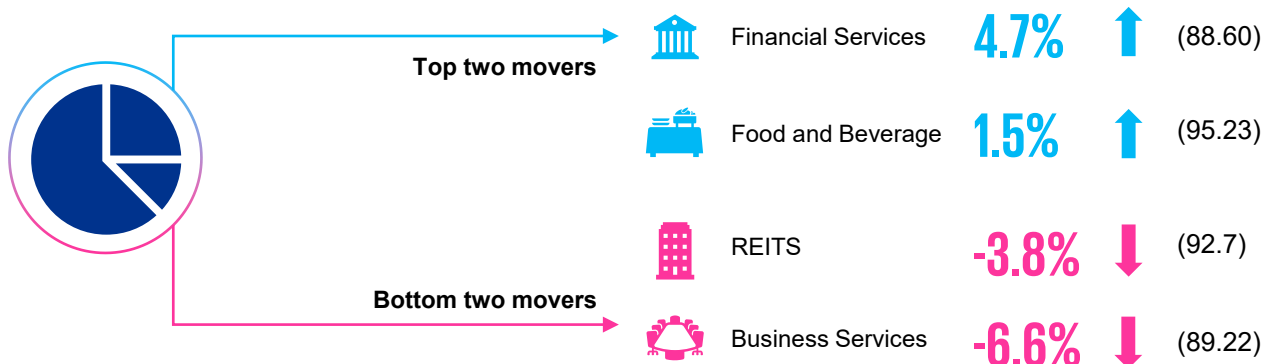 Top two movers
Financial Services 4.7% (88.60)
Food and Beverage 1.5% (95.23)
REITS -3.8% (92.7)
Bottom two movers
Business Services -6.6% (89.22)